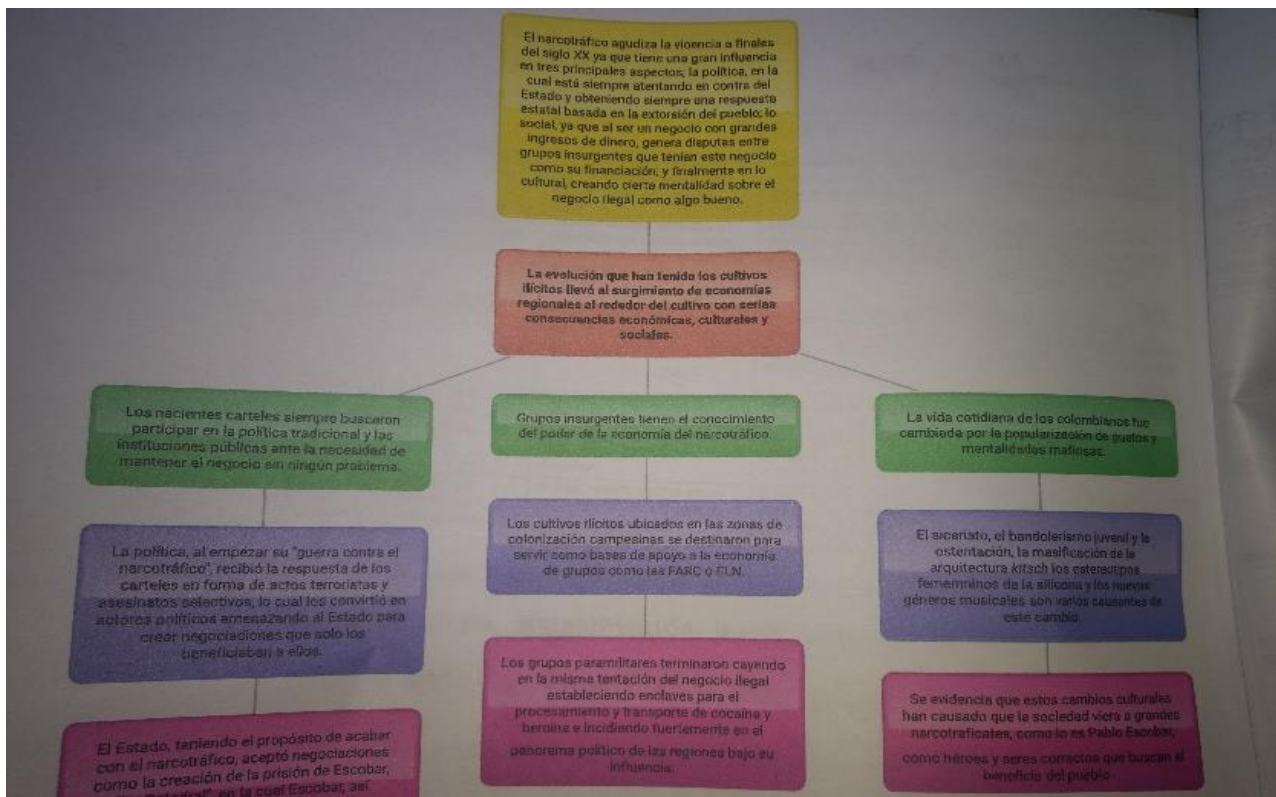 El narcotráfico agudiza la viοencia a finales
del siglo XX ya que tiene una gran influencia
en tres principales aspectos; la política, en la
cual está siempre atentando en contra del
Estado y obteniendo siempre una respuesta
estatal basada en la extorsión del pueblo; lo
social, ya que al ser un negocio con grandes
ingresos de dinero, genera disputas entre
grupos insurgentes que tenían este negocio
como su financiación; y finalmente en lo
cultural, creando cierta mentalidad sobre el
negocio ilegal como algo bueno.
La evolución que han tenido los cultivos
ilícitos llevó al surgimiento de economías
regionales al rededor del cultivo con serias
consecuencias económicas, culturales y
sociales.
Los nacientes carteles siempre buscaron
participar en la política tradicional y las
instituciones públicas ante la necesidad de
mantener el negocio sin ningún problema.
Grupos insurgentes tienen el conocimiento
del poder de la economía del narcotráfico.
La vida cotidiana de los colombianos fue
cambiada por la popularización de gustos y
mentalidades mafiosas.
La política, al empezar su "guerra contra el
narcotráfico", recibió la respuesta de los
carteles en forma de actos terroristas y
asesinatos selectivos, lo cual los convirtió en
actores políticos amenazando al Estado para
crear negociaciones que solo los
beneficiaban a ellos.
Los cultivos ilícitos ubicados en las zonas de
colonización campesinas se destinaron para
servir como bases de apoyo a la economía
de grupos como las FARC o ELN.
El sicariato, el bandolerismo juvenil y la
ostentación, la masificación de la
arquitectura kitsch los estereotipos
femeninos de la silicona y los nuevos
géneros musicales son varios causantes de
este cambio.
El Estado, teniendo el propósito de acabar
con el narcotráfico, aceptó negociaciones
como la creación de la prisión de Escobar,
en la cual Escobar, así
Los grupos paramilitares terminaron cayendo
en la misma tentación del negocio ilegal
estableciendo enclaves para el
procesamiento y transporte de cocaína y
heroína e incidiendo fuertemente en el
panorama político de las regiones bajo su
influencia.
Se evidencia que estos cambios culturales
han causado que la sociedad viera a grandes
narcotraficates, como lo es Pablo Escobar,
como héroes y seres correctos que buscan el
beneficio del pueblo